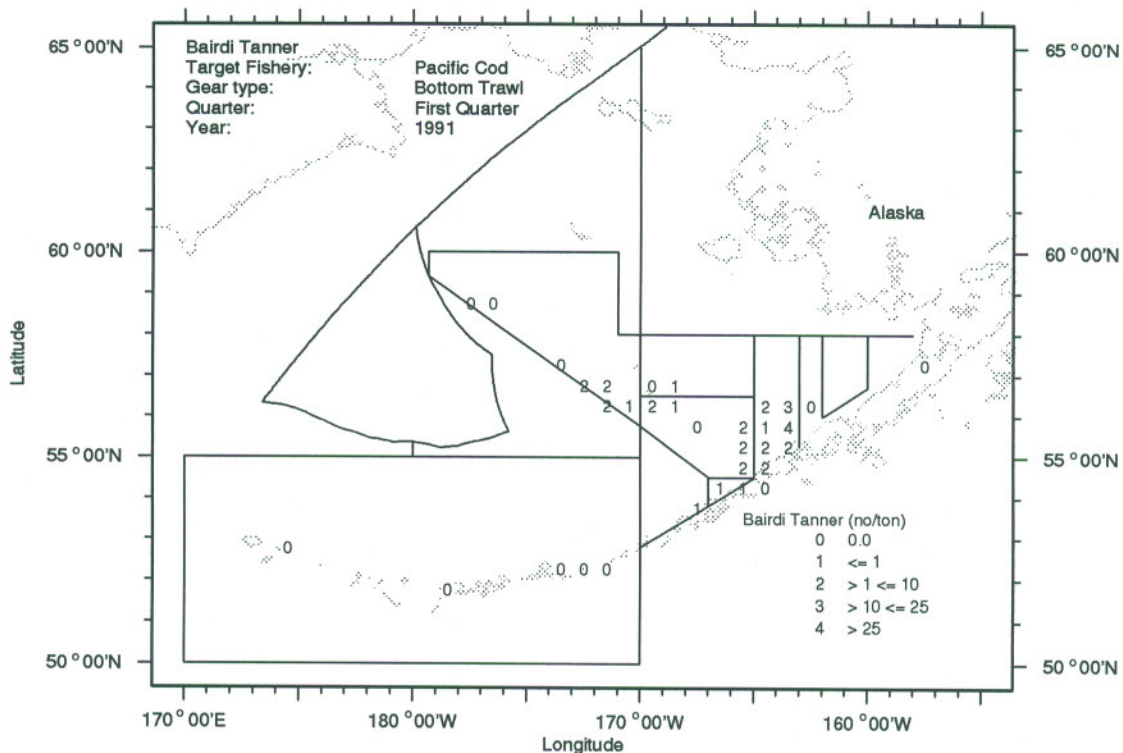 Bairdi Tanner
Target Fishery: Pacific Cod
Gear type: Bottom Trawl
Quarter: First Quarter
Year: 1991
65°00'N 65°00'N
Alaska
60°00'N 60°00'N
Latitude
0 0
0 0
2 2 0 1
2 1 2 1 2 3 0
0 2 1 4
2 2 2
55°00'N 55°00'N
2 2
1 1 0
1
Bairdi Tanner (no/ton)
0 0.0
1 <= 1
2 > 1 <= 10
3 > 10 <= 25
4 > 25
0
0 0 0
0
50°00'N 50°00'N
170°00'E 180°00'W 170°00'W 160°00'W
Longitude